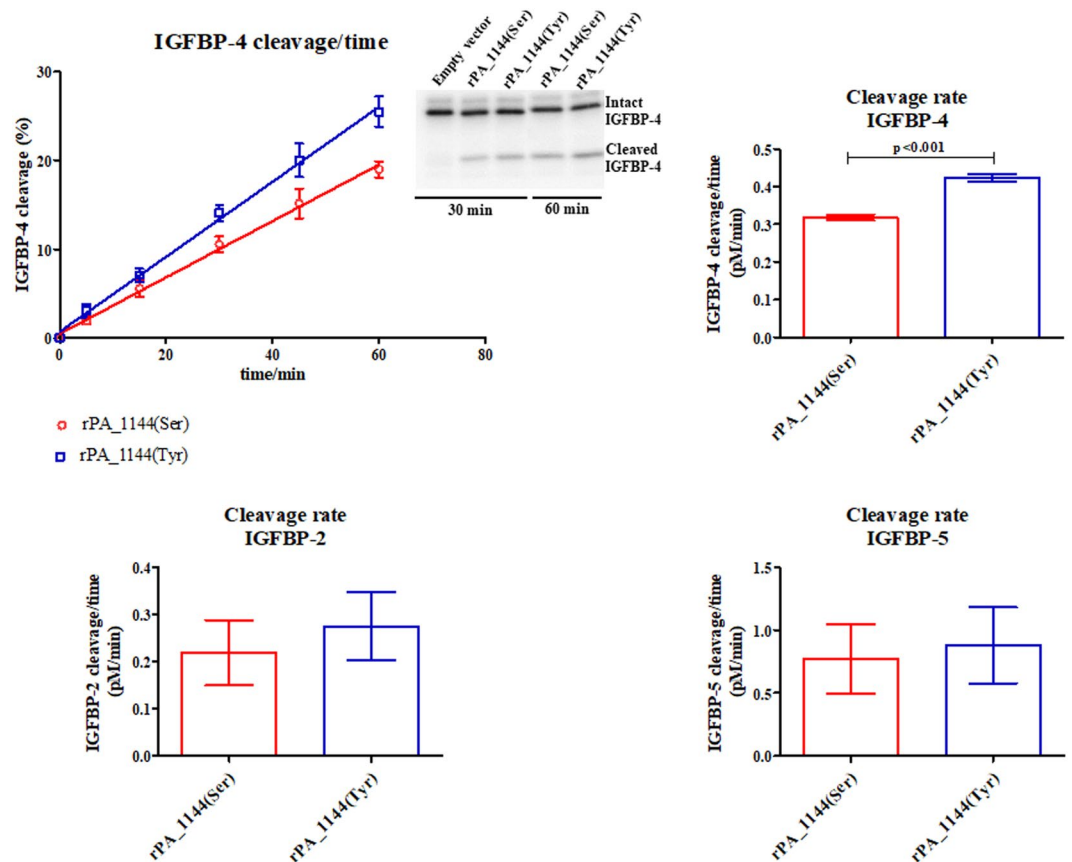 IGFBP-4 cleavage/time
IGFBP-4 cleavage (%)
30
20
10
0
0
20
40
60
80
time/min
rPA_1144(Ser)
rPA_1144(Tyr)
Empty vector
rPA_1144(Ser)
rPA_1144(Tyr)
rPA_1144(Ser)
rPA_1144(Tyr)
Intact
IGFBP-4
Cleaved
IGFBP-4
30 min
60 min
Cleavage rate
IGFBP-4
p<0.001
IGFBP-4 cleavage/time
(pM/min)
0.5
0.4
0.3
0.2
0.1
0.0
rPA_1144(Ser)
rPA_1144(Tyr)
Cleavage rate
IGFBP-2
IGFBP-2 cleavage/time
(pM/min)
0.4
0.3
0.2
0.1
0.0
rPA_1144(Ser)
rPA_1144(Tyr)
Cleavage rate
IGFBP-5
IGFBP-5 cleavage/time
(pM/min)
1.5
1.0
0.5
0.0
rPA_1144(Ser)
rPA_1144(Tyr)